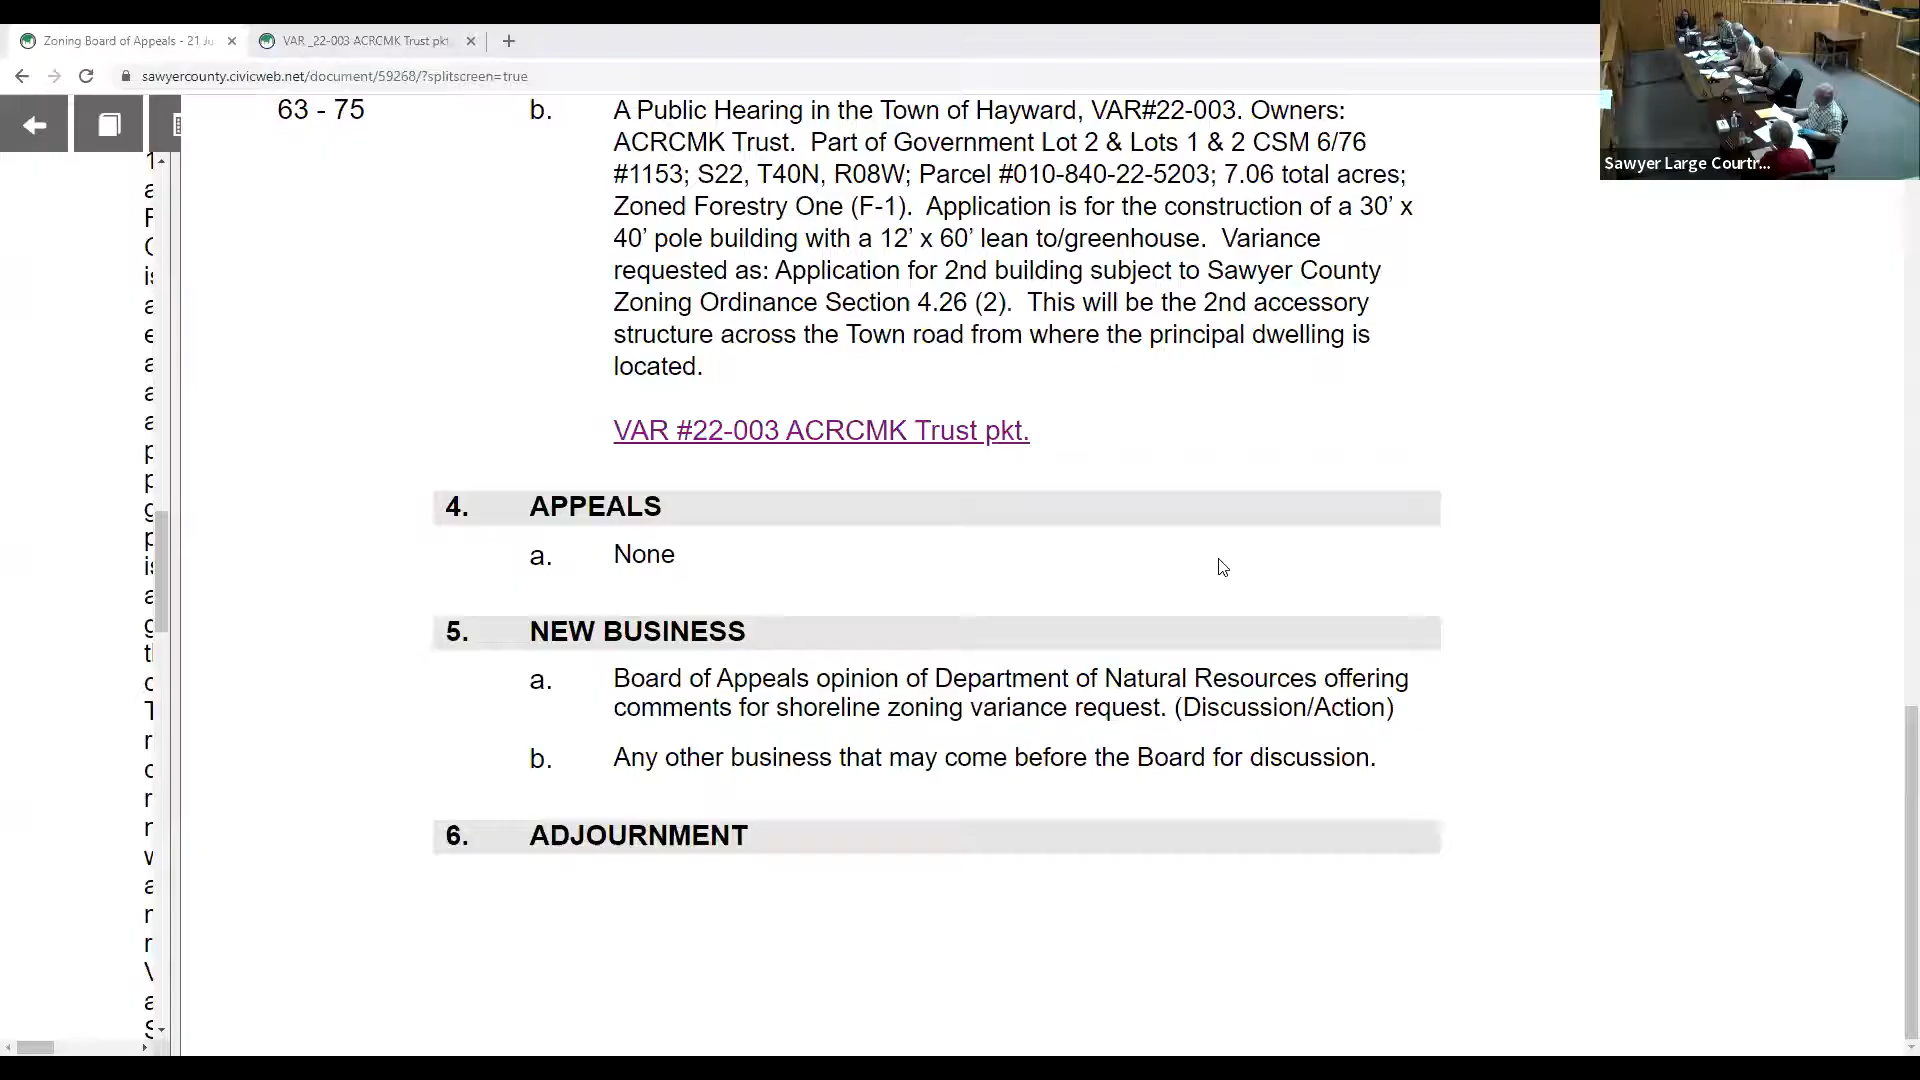 Zoning Board of Appeals - 21 Ju
VAR _22-003 ACRCMK Trust pkt
sawyercounty.civicweb.net/document/59268/?splitscreen=true
Sawyer Large Courtr...
63 - 75
b.
A Public Hearing in the Town of Hayward, VAR#22-003. Owners:
ACRCMK Trust. Part of Government Lot 2 & Lots 1 & 2 CSM 6/76
#1153; S22, T40N, R08W; Parcel #010-840-22-5203; 7.06 total acres;
Zoned Forestry One (F-1). Application is for the construction of a 30’ x
40’ pole building with a 12’ x 60’ lean to/greenhouse. Variance
requested as: Application for 2nd building subject to Sawyer County
Zoning Ordinance Section 4.26 (2). This will be the 2nd accessory
structure across the Town road from where the principal dwelling is
located.
VAR #22-003 ACRCMK Trust pkt.
4. APPEALS
a. None
5. NEW BUSINESS
a. Board of Appeals opinion of Department of Natural Resources offering
comments for shoreline zoning variance request. (Discussion/Action)
b. Any other business that may come before the Board for discussion.
6. ADJOURNMENT